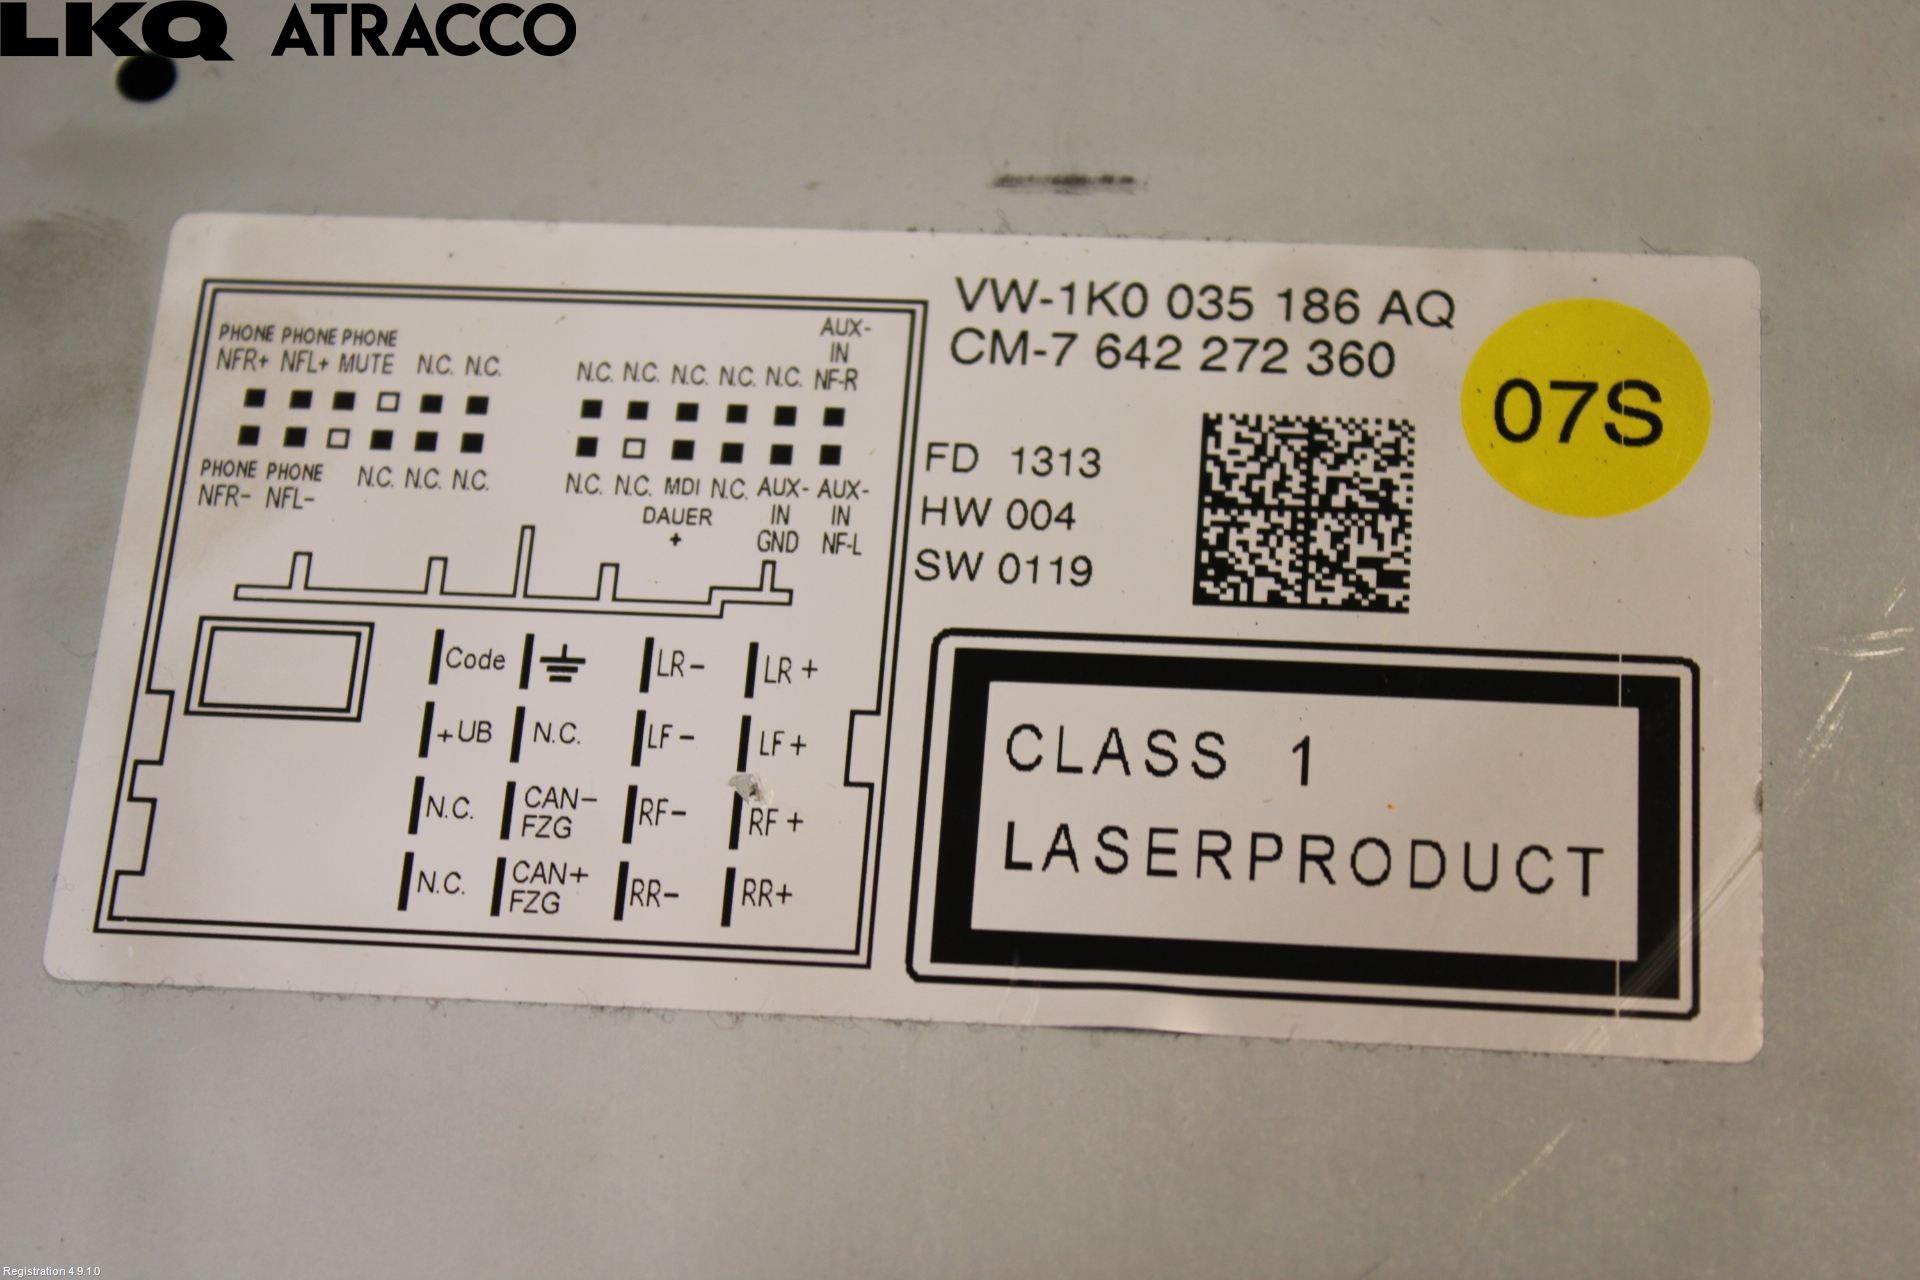 LKQ ATRACCO
VW-1K0 035 186 AQ
CM-7 642 272 360
07S
FD 1313
HW 004
SW 0119
PHONE PHONE PHONE
NFR+ NFL+ MUTE N.C. N.C.
PHONE PHONE
NFR- NFL- N.C. N.C. N.C.
AUX-
IN
N.C. N.C. N.C. N.C. N.C. NF-R
N.C. N.C. MDI N.C. AUX- AUX-
DAUER IN IN
+ GND NF-L
Code LR- LR+
+UB N.C. LF- LF+
N.C. CAN- FZG RF- RF+
N.C. CAN+ FZG RR- RR+
CLASS 1
LASERPRODUCT
Registration 4.9.1.0